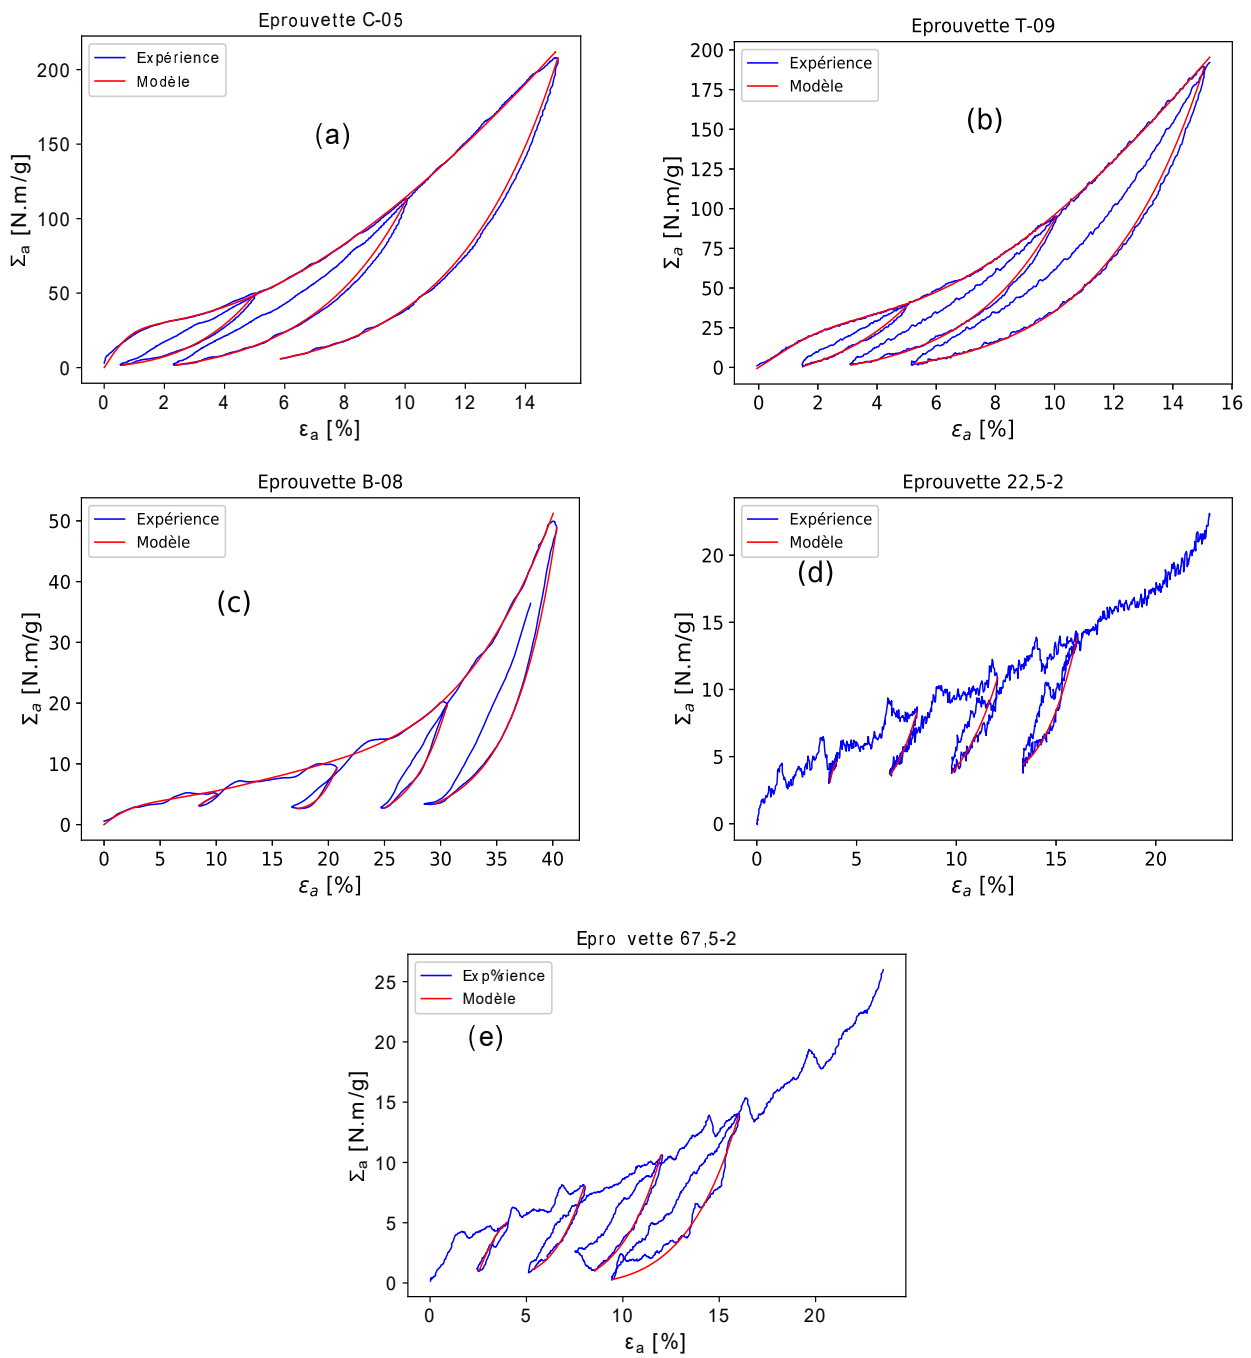 Eprouvette C-05
Expérience
Modèle
(a)
Σa [N.m/g]
200
150
100
50
0
0 2 4 6 8 10 12 14
εa [%]
Eprouvette T-09
Expérience
Modèle
(b)
Σa [N.m/g]
200
175
150
125
100
75
50
25
0
0 2 4 6 8 10 12 14 16
εa [%]
Eprouvette B-08
Expérience
Modèle
(c)
Σa [N.m/g]
50
40
30
20
10
0
0 5 10 15 20 25 30 35 40
εa [%]
Eprouvette 22,5-2
Expérience
Modèle
(d)
Σa [N.m/g]
20
15
10
5
0
0 5 10 15 20
εa [%]
Epro vette 67,5-2
Exp%rience
Modèle
(e)
Σa [N.m/g]
25
20
15
10
5
0
0 5 10 15 20
εa [%]